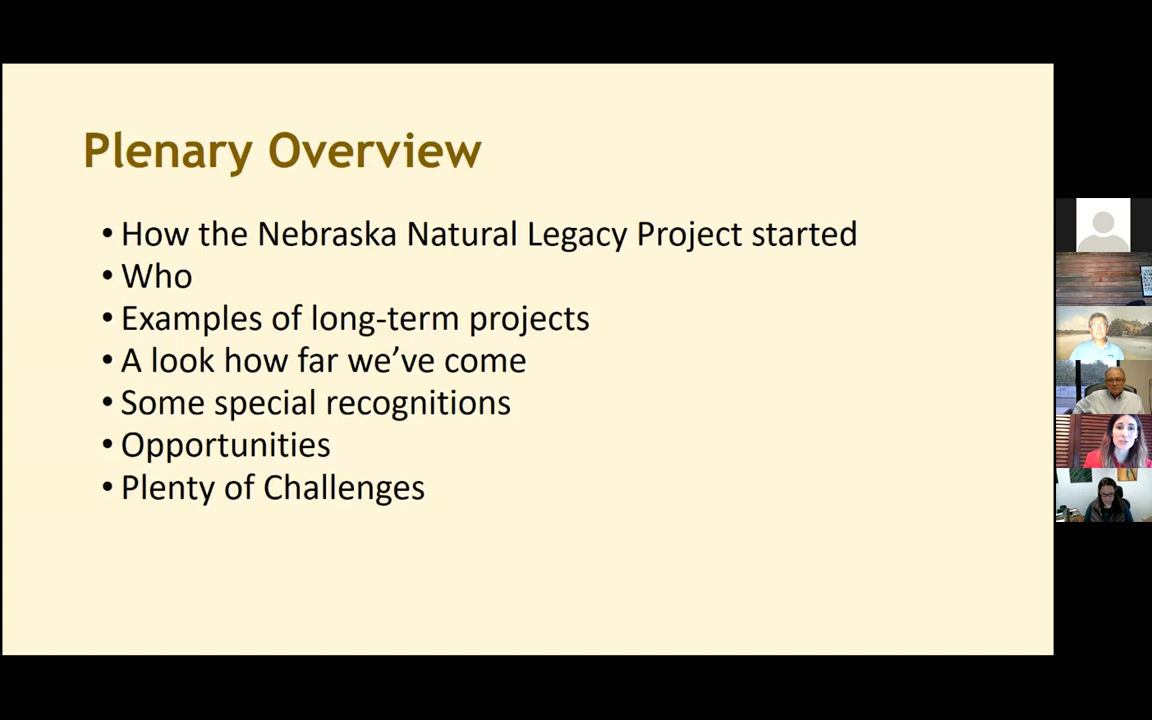 Plenary Overview
• How the Nebraska Natural Legacy Project started
• Who
• Examples of long-term projects
• A look how far we’ve come
• Some special recognitions
• Opportunities
• Plenty of Challenges